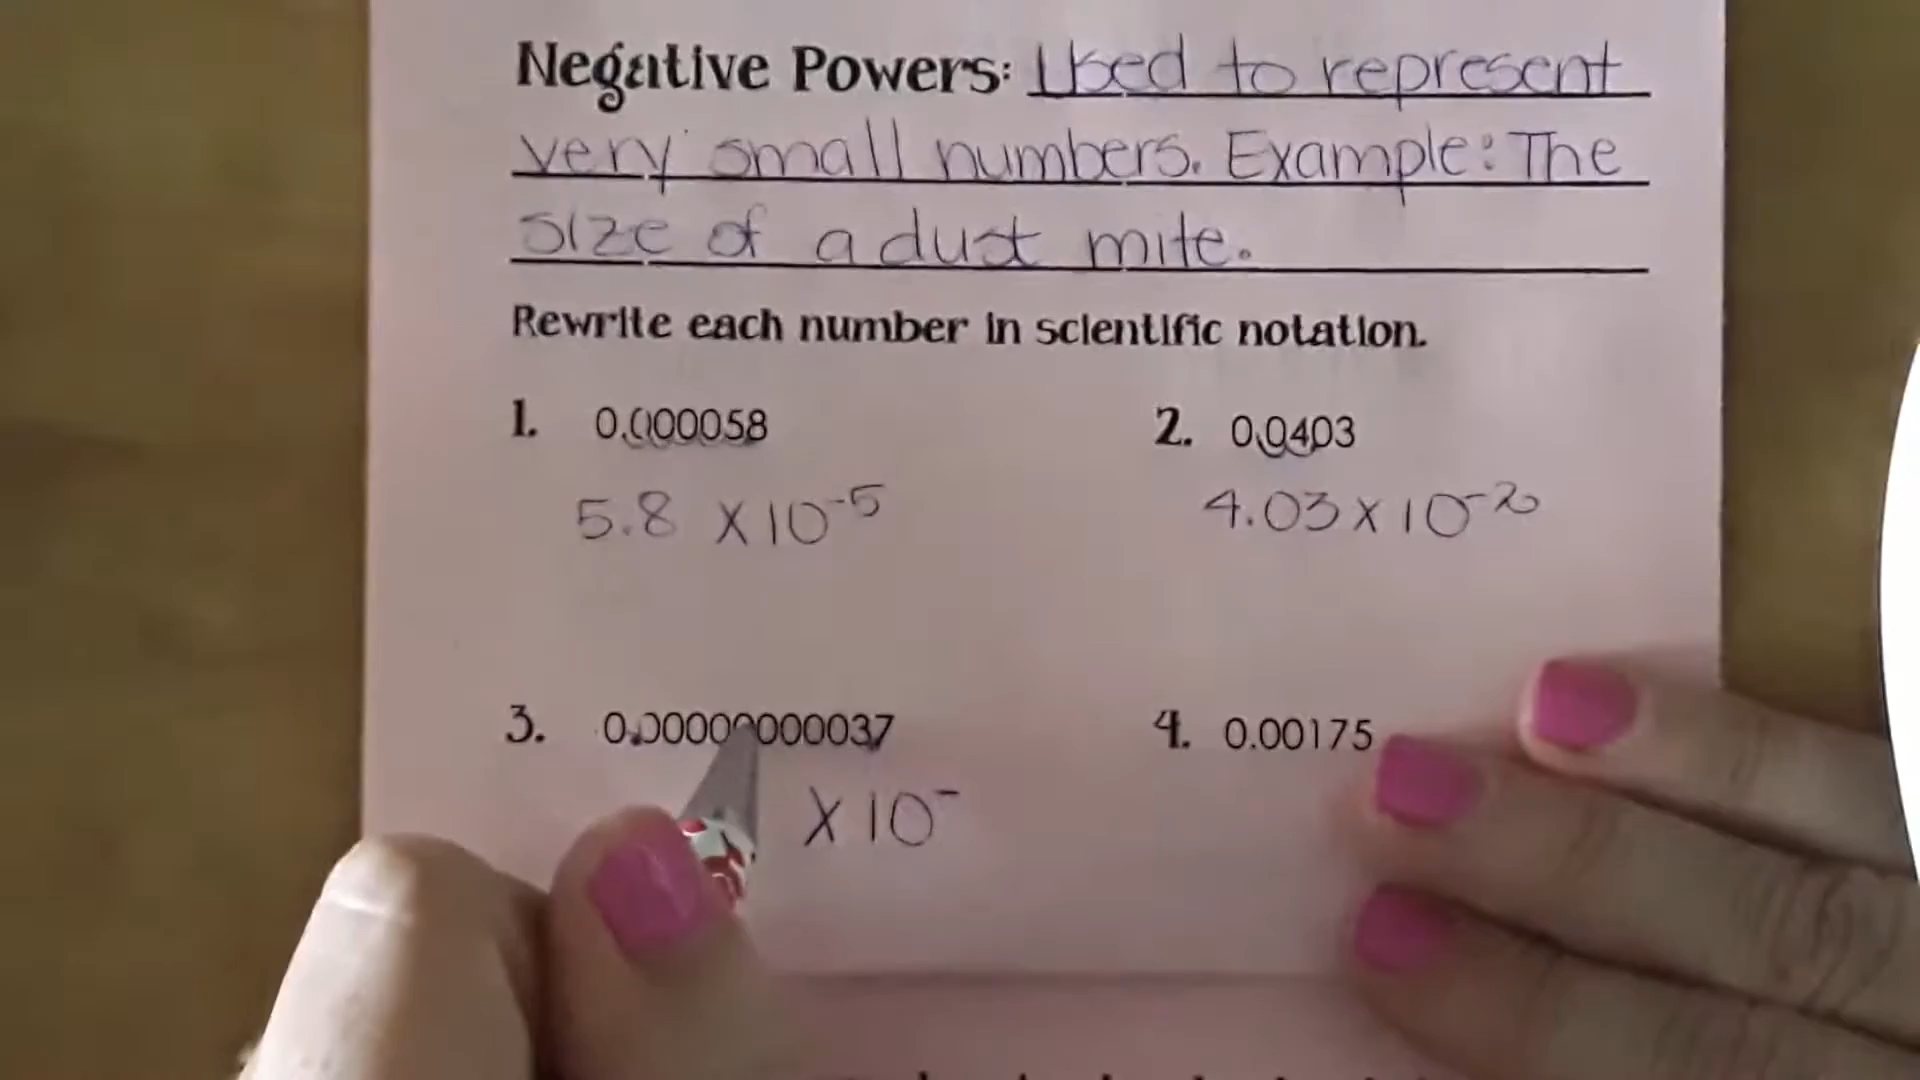 Negative Powers: Used to represent
very small numbers. Example: The
size of a dust mite.
Rewrite each number in scientific notation.
1. 0.000058 2. 0.0403
5.8 x 10⁻⁵ 4.03 x 10⁻²
3. 0.00000000037 4. 0.00175
x 10⁻